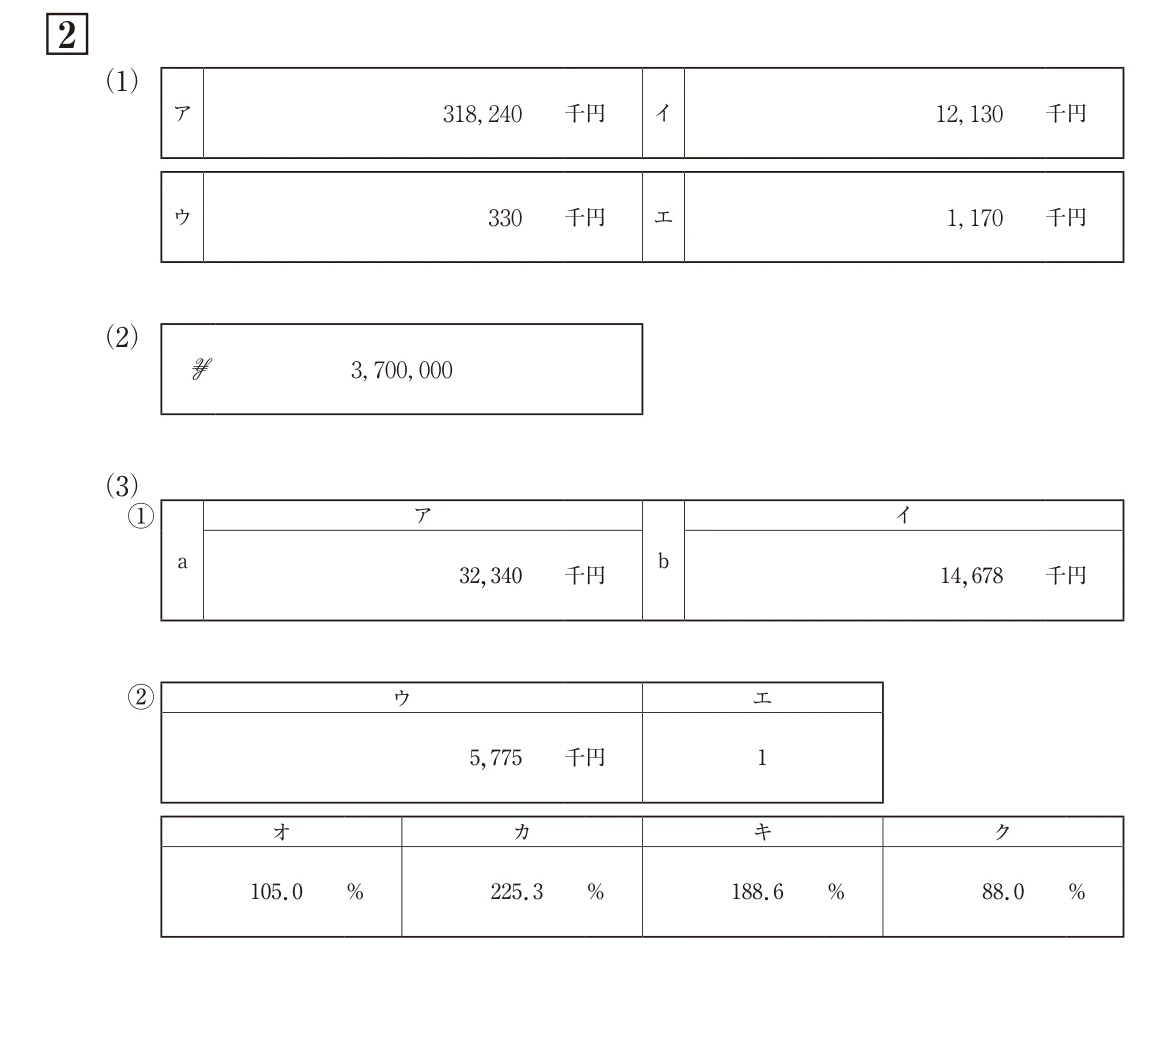 2
(1)
ア 318,240 千円 イ 12,130 千円
ウ 330 千円 エ 1,170 千円
(2)
¥ 3,700,000
(3)
① a ア b イ
32,340 千円 14,678 千円
② ウ エ
5,775 千円 1
オ カ キ ク
105.0 % 225.3 % 188.6 % 88.0 %